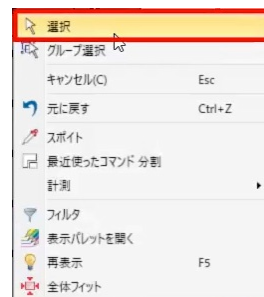 選択
グループ選択
キャンセル(C) Esc
元に戻す Ctrl+Z
スポイト
最近使ったコマンド 分割
計測
フィルタ
表示パレットを開く
再表示 F5
全体フィット